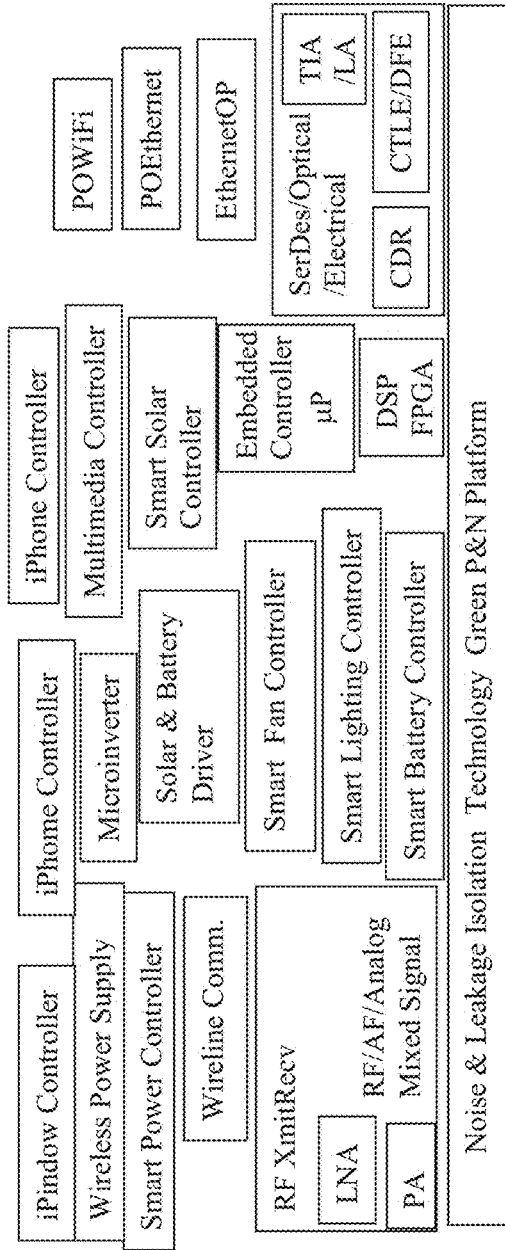 iPindow Controller
Wireless Power Supply
Smart Power Controller
Wireline Comm.
RF XmitRecv
LNA
RF/AF/Analog
Mixed Signal
PA
iPhome Controller
Microinverter
Solar & Battery
Driver
Smart Fan Controller
Smart Lighting Controller
Smart Battery Controller
iPhone Controller
Multimedia Controller
Smart Solar
Controller
Embedded
Controller
μP
DSP
FPGA
POWiFi
POEthernet
EthernetOP
SerDes/Optical
/Electrical
TIA
/LA
CDR
CTLE/DFE
Noise & Leakage Isolation Technology Green P&N Platform